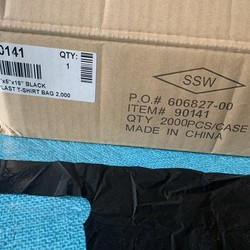 0141
QTY:
1
"x6"x16" BLACK
LAST T-SHIRT BAG 2,000
SSW
P.O.# 606827-00
ITEM# 90141
QTY 2000PCS/CASE
MADE IN CHINA